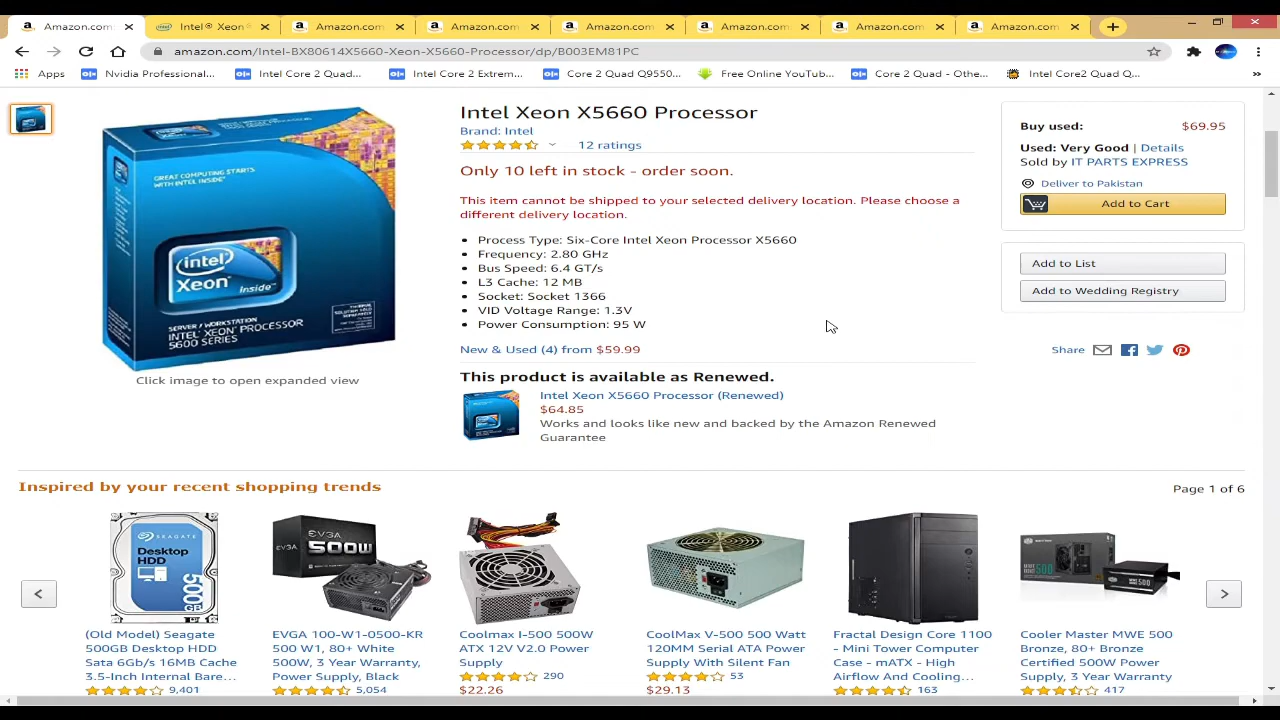 Amazon.com
Intel® Xeon®
Amazon.com
Amazon.com
Amazon.com
Amazon.com
Amazon.com
Amazon.com
amazon.com/Intel-BX80614X5660-Xeon-X5660-Processor/dp/B003EM81PC
Apps
Nvidia Professional...
Intel Core 2 Quad...
Intel Core 2 Extrem...
Core 2 Quad Q9550...
Free Online YouTub...
Core 2 Quad - Othe...
Intel Core2 Quad Q...
GREAT COMPUTING STARTS
WITH INTEL INSIDE
intel
Xeon
inside
SERVER / WORKSTATION
INTEL XEON PROCESSOR
5600 SERIES
Click image to open expanded view
Intel Xeon X5660 Processor
Brand: Intel
12 ratings
Only 10 left in stock - order soon.
This item cannot be shipped to your selected delivery location. Please choose a
different delivery location.
• Process Type: Six-Core Intel Xeon Processor X5660
• Frequency: 2.80 GHz
• Bus Speed: 6.4 GT/s
• L3 Cache: 12 MB
• Socket: Socket 1366
• VID Voltage Range: 1.3V
• Power Consumption: 95 W
New & Used (4) from $59.99
This product is available as Renewed.
Intel Xeon X5660 Processor (Renewed)
$64.85
Works and looks like new and backed by the Amazon Renewed
Guarantee
Buy used: $69.95
Used: Very Good | Details
Sold by IT PARTS EXPRESS
Deliver to Pakistan
Add to Cart
Add to List
Add to Wedding Registry
Share
Inspired by your recent shopping trends
Page 1 of 6
SEAGATE
Desktop
HDD
500GB
EVGA
500W
(Old Model) Seagate
500GB Desktop HDD
Sata 6Gb/s 16MB Cache
3.5-Inch Internal Bare...
9,401
EVGA 100-W1-0500-KR
500 W1, 80+ White
500W, 3 Year Warranty,
Power Supply, Black
5,054
Coolmax I-500 500W
ATX 12V V2.0 Power
Supply
290
$22.26
CoolMax V-500 500 Watt
120MM Serial ATA Power
Supply With Silent Fan
53
$29.13
Fractal Design Core 1100
- Mini Tower Computer
Case - mATX - High
Airflow And Cooling...
163
Cooler Master MWE 500
Bronze, 80+ Bronze
Certified 500W Power
Supply, 3 Year Warranty
417